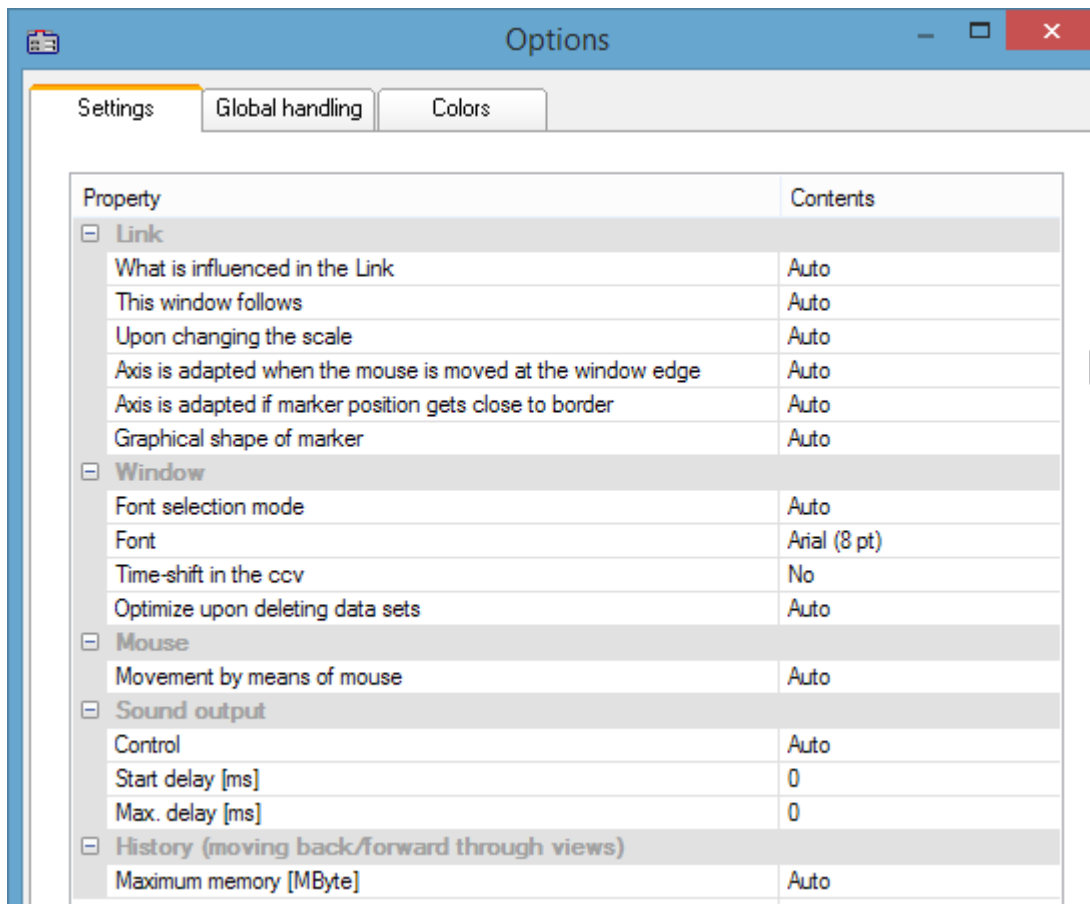 Options
Settings Global handling Colors
Property Contents
Link
What is influenced in the Link Auto
This window follows Auto
Upon changing the scale Auto
Axis is adapted when the mouse is moved at the window edge Auto
Axis is adapted if marker position gets close to border Auto
Graphical shape of marker Auto
Window
Font selection mode Auto
Font Arial (8 pt)
Time-shift in the ccv No
Optimize upon deleting data sets Auto
Mouse
Movement by means of mouse Auto
Sound output
Control Auto
Start delay [ms] 0
Max. delay [ms] 0
History (moving back/forward through views)
Maximum memory [MByte] Auto